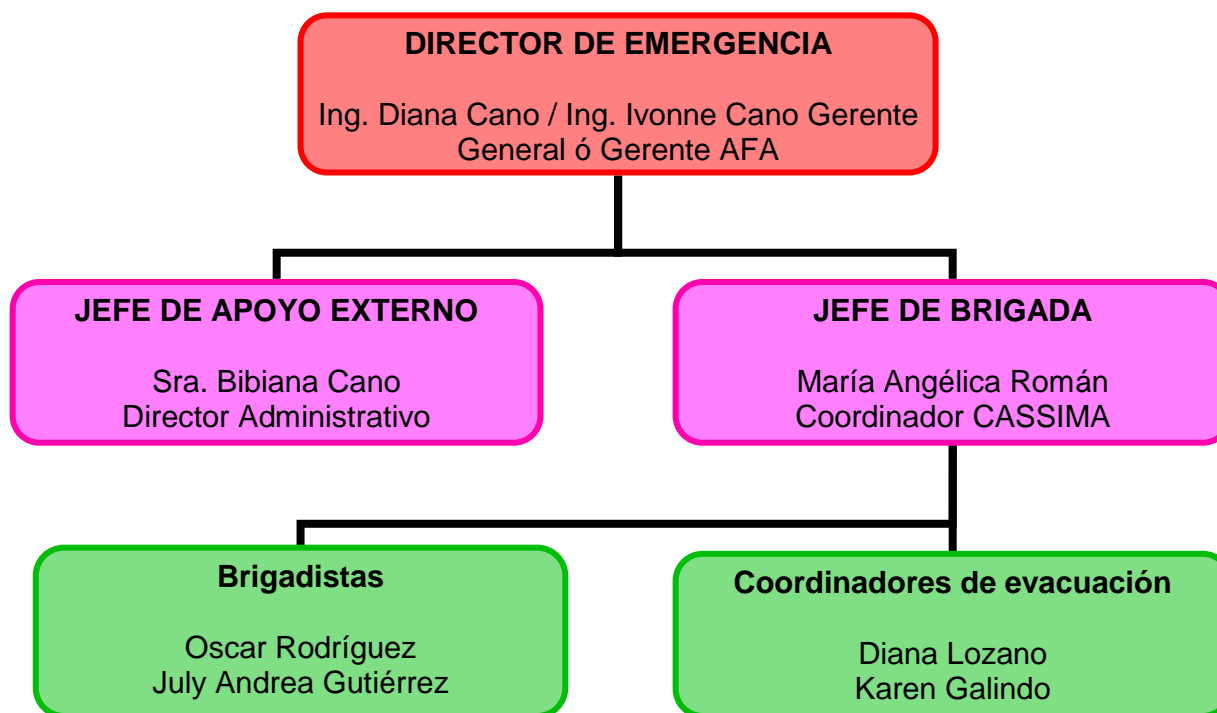 DIRECTOR DE EMERGENCIA
Ing. Diana Cano / Ing. Ivonne Cano Gerente
General ó Gerente AFA
JEFE DE APOYO EXTERNO
Sra. Bibiana Cano
Director Administrativo
JEFE DE BRIGADA
María Angélica Román
Coordinador CASSIMA
Brigadistas
Oscar Rodríguez
July Andrea Gutiérrez
Coordinadores de evacuación
Diana Lozano
Karen Galindo